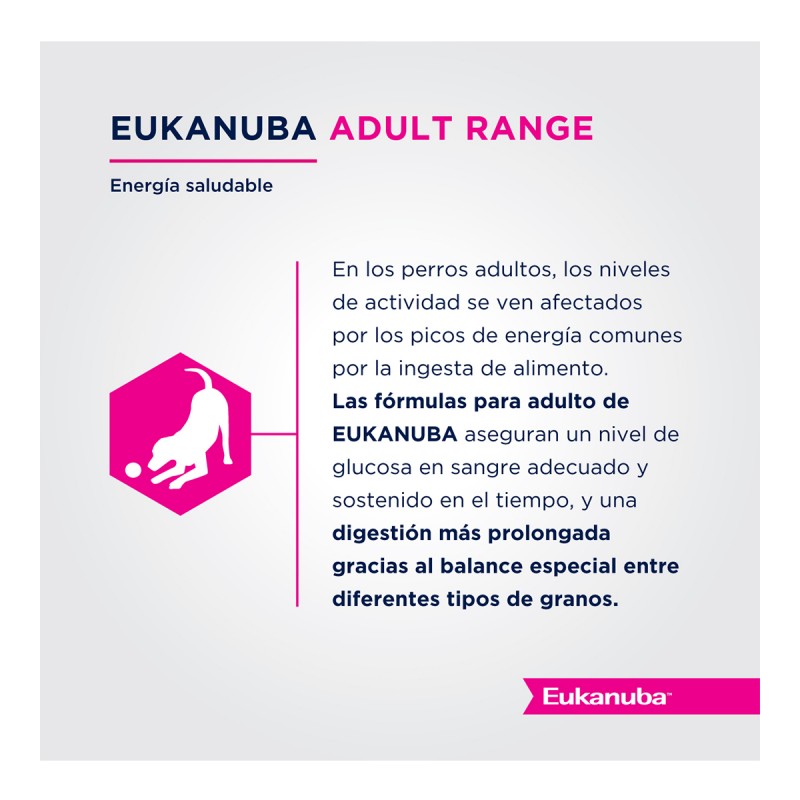 EUKANUBA ADULT RANGE
Energía saludable
En los perros adultos, los niveles
de actividad se ven afectados
por los picos de energía comunes
por la ingesta de alimento.
Las fórmulas para adulto de
EUKANUBA aseguran un nivel de
glucosa en sangre adecuado y
sostenido en el tiempo, y una
digestión más prolongada
gracias al balance especial entre
diferentes tipos de granos.
Eukanuba™